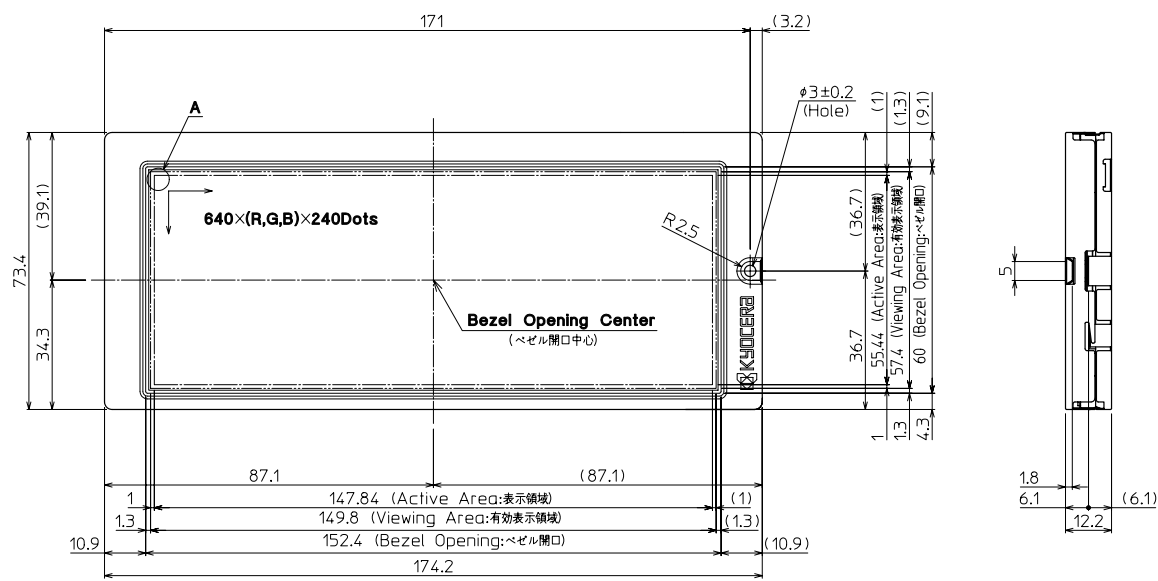 171
(3.2)
φ3±0.2
(Hole)
(1)
(1.3)
(9.1)
A
640×(R,G,B)×240Dots
(39.1)
73.4
34.3
R2.5
(36.7)
36.7
55.44 (Active Area:表示領域)
57.4 (Viewing Area:有効表示領域)
60 (Bezel Opening:ベゼル開口)
5
Bezel Opening Center
(ベゼル開口中心)
KYOCERA
1
1.3
4.3
87.1
(87.1)
1
147.84 (Active Area:表示領域)
(1)
1.3
149.8 (Viewing Area:有効表示領域)
(1.3)
10.9
152.4 (Bezel Opening:ベゼル開口)
(10.9)
174.2
1.8
6.1
(6.1)
12.2